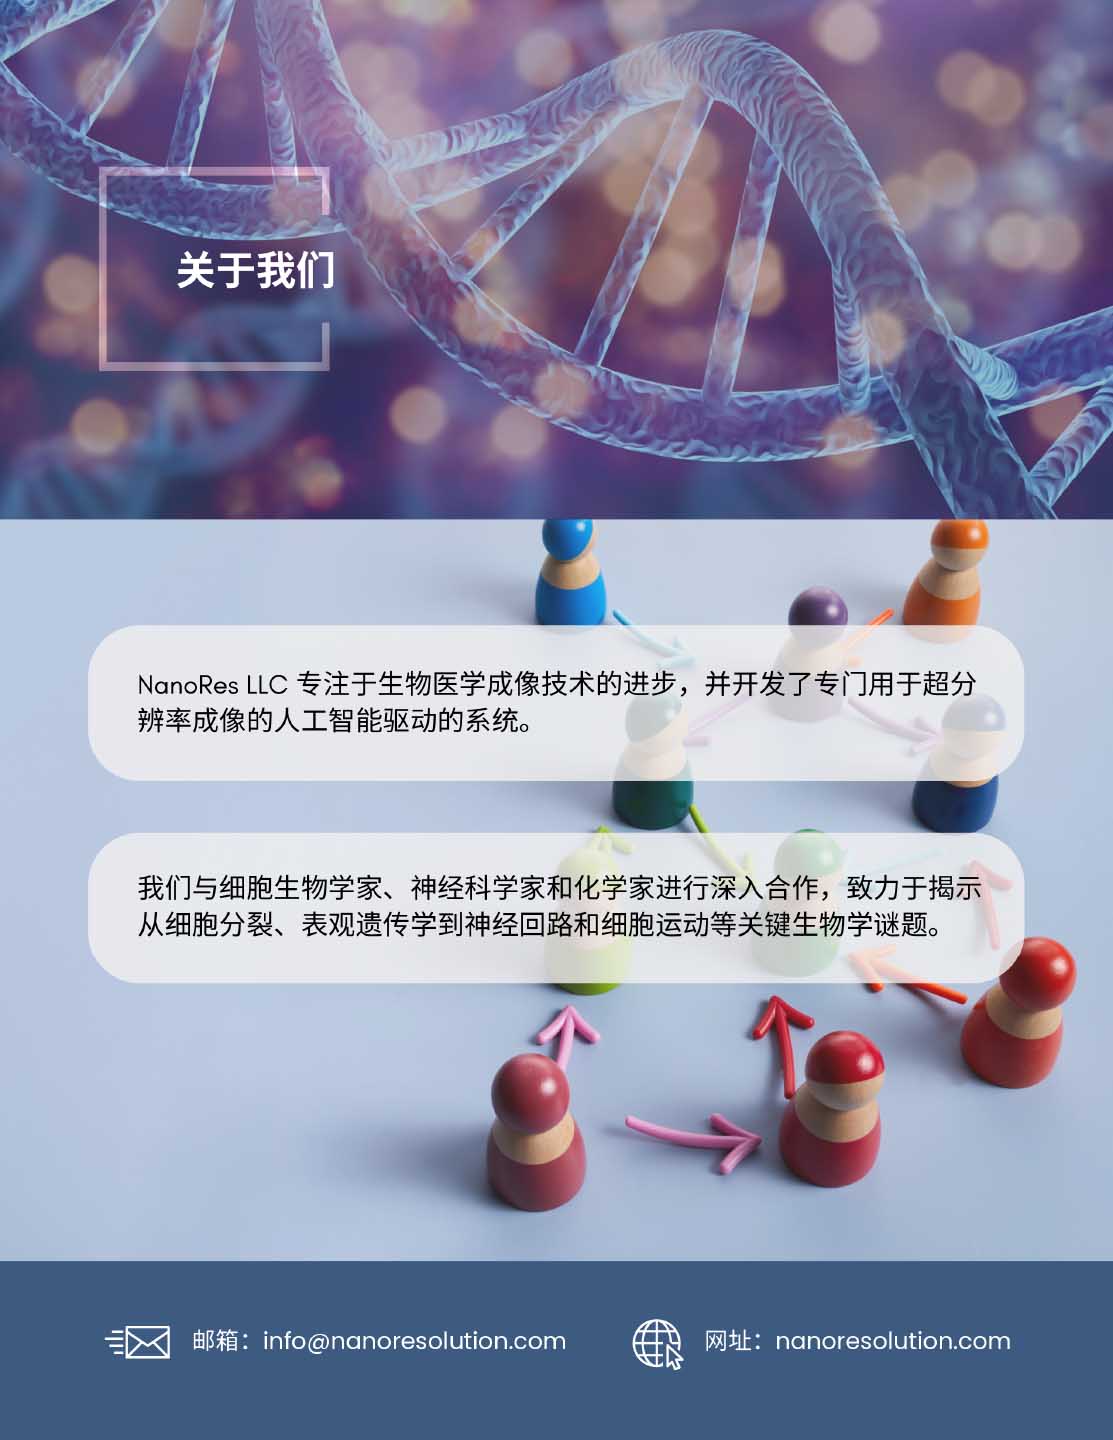 关于我们
NanoRes LLC 专注于生物医学成像技术的进步，并开发了专门用于超分
辨率成像的人工智能驱动的系统。
我们与细胞生物学家、神经科学家和化学家进行深入合作，致力于揭示
从细胞分裂、表观遗传学到神经回路和细胞运动等关键生物学谜题。
邮箱：info@nanoresolution.com
网址：nanoresolution.com